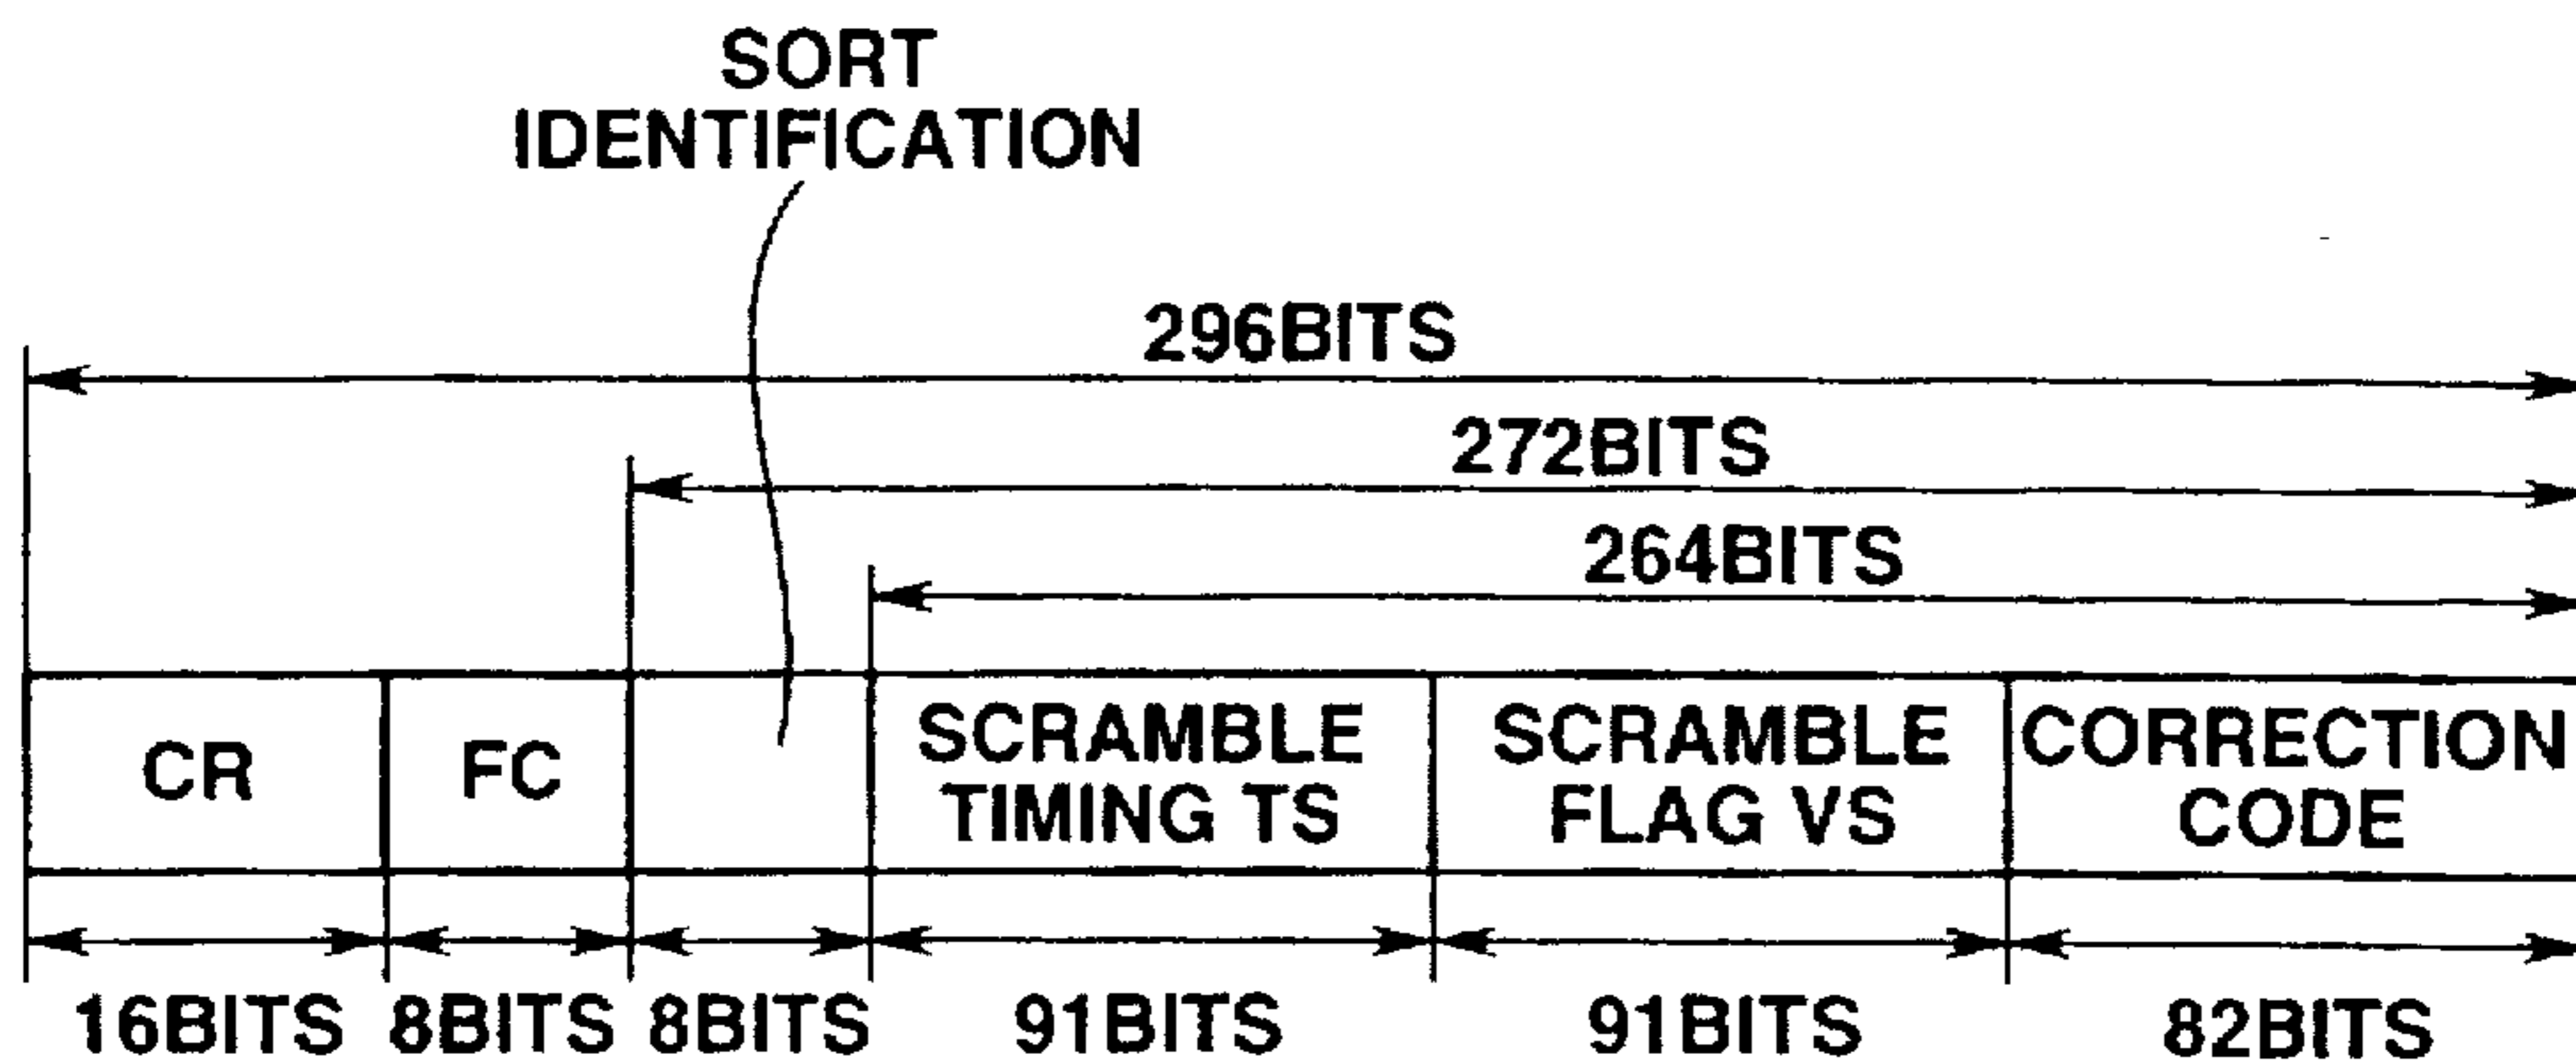 SORT
IDENTIFICATION
296BITS
272BITS
264BITS
CR
FC
SCRAMBLE
TIMING TS
SCRAMBLE
FLAG VS
CORRECTION
CODE
16BITS
8BITS
8BITS
91BITS
91BITS
82BITS